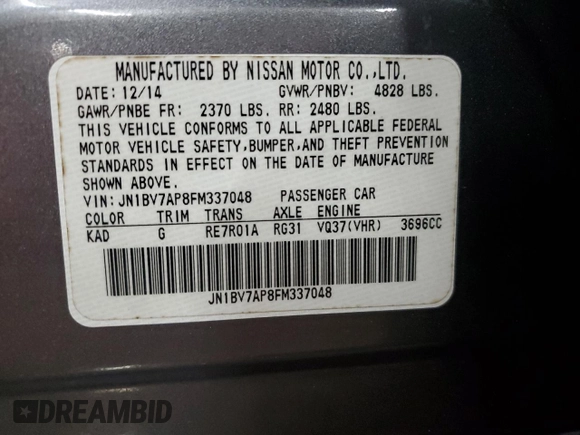 MANUFACTURED BY NISSAN MOTOR CO.,LTD.
DATE: 12/14 GVWR/PNBV: 4828 LBS.
GAWR/PNBE FR: 2370 LBS. RR: 2480 LBS.
THIS VEHICLE CONFORMS TO ALL APPLICABLE FEDERAL
MOTOR VEHICLE SAFETY,BUMPER,AND THEFT PREVENTION
STANDARDS IN EFFECT ON THE DATE OF MANUFACTURE
SHOWN ABOVE.
VIN: JN1BV7AP8FM337048 PASSENGER CAR
COLOR TRIM TRANS AXLE ENGINE
KAD G RE7R01A RG31 VQ37(VHR) 3696CC
JN1BV7AP8FM337048
DREAMBID